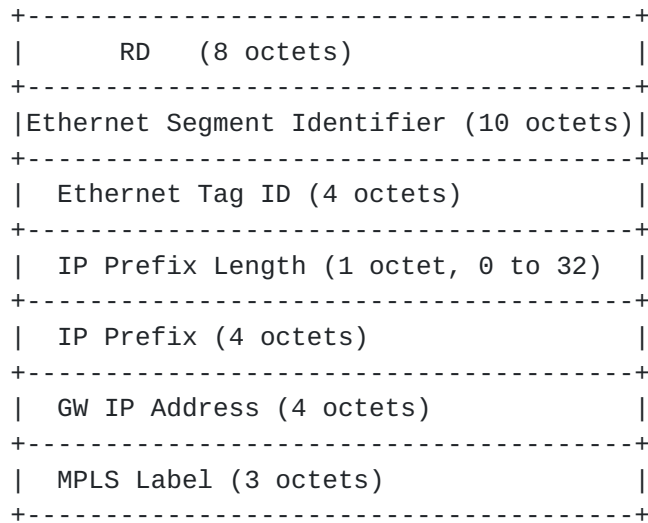 +---------------------------------------+
|      RD   (8 octets)                  |
+---------------------------------------+
|Ethernet Segment Identifier (10 octets)|
+---------------------------------------+
|  Ethernet Tag ID (4 octets)           |
+---------------------------------------+
|  IP Prefix Length (1 octet, 0 to 32)  |
+---------------------------------------+
|  IP Prefix (4 octets)                 |
+---------------------------------------+
|  GW IP Address (4 octets)             |
+---------------------------------------+
|  MPLS Label (3 octets)                |
+---------------------------------------+